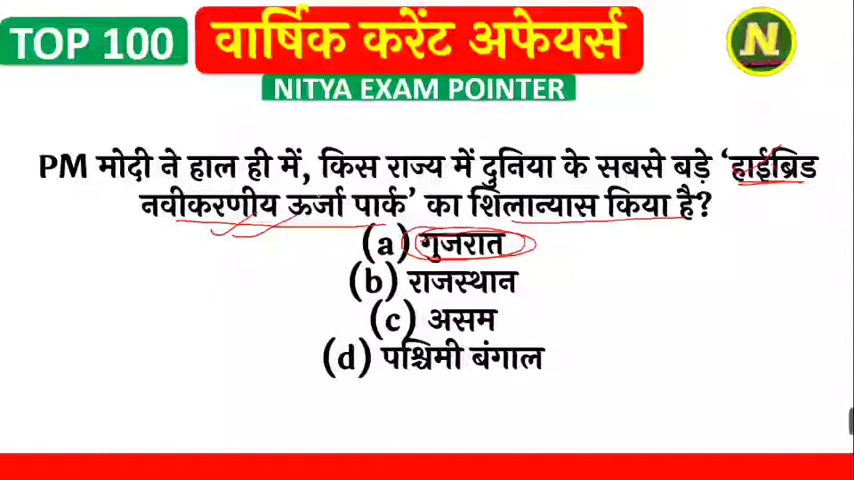 TOP 100
वार्षिक करेंट अफेयर्स
N
NITYA EXAM POINTER
PM मोदी ने हाल ही में, किस राज्य में दुनिया के सबसे बड़े ‘हाईब्रिड
नवीकरणीय ऊर्जा पार्क’ का शिलान्यास किया है?
(a) गुजरात
(b) राजस्थान
(c) असम
(d) पश्चिमी बंगाल